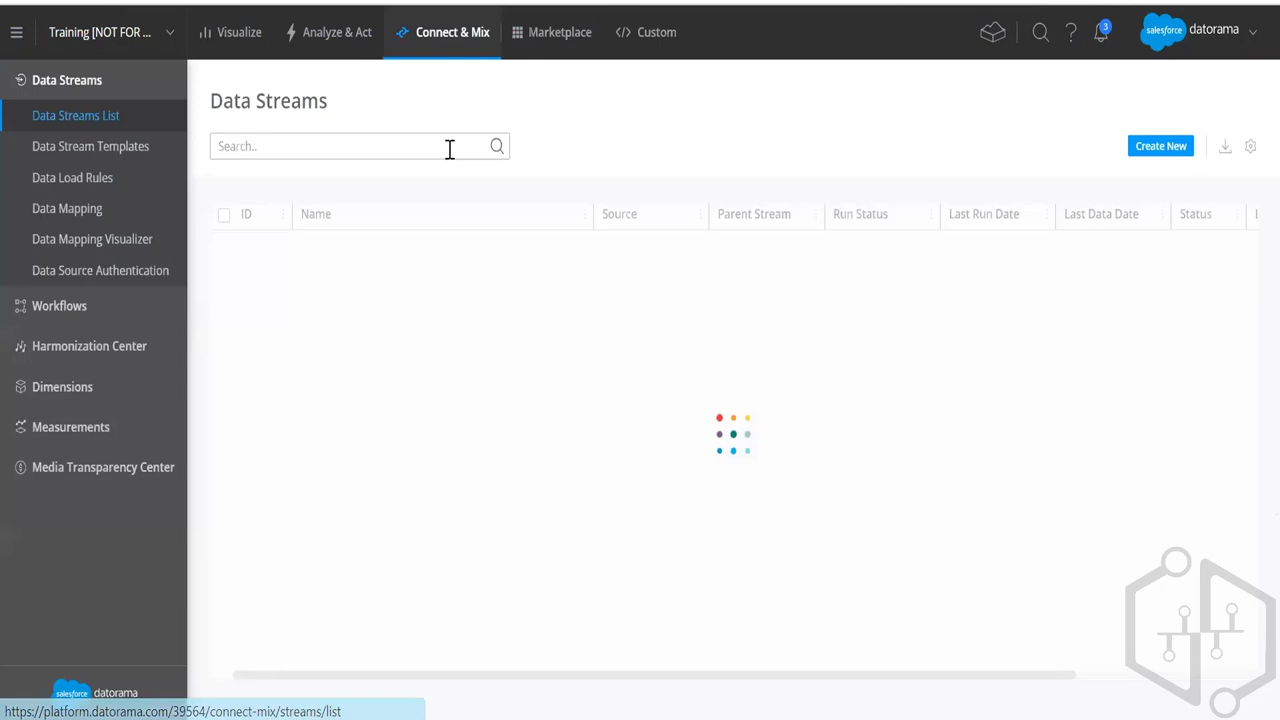 Training [NOT FOR ...
Visualize
Analyze & Act
Connect & Mix
Marketplace
Custom
3
salesforce
datorama
Data Streams
Data Streams List
Data Stream Templates
Data Load Rules
Data Mapping
Data Mapping Visualizer
Data Source Authentication
Workflows
Harmonization Center
Dimensions
Measurements
Media Transparency Center
salesforce datorama
Data Streams
Search..
Create New
ID Name Source Parent Stream Run Status Last Run Date Last Data Date Status
https://platform.datorama.com/39564/connect-mix/streams/list